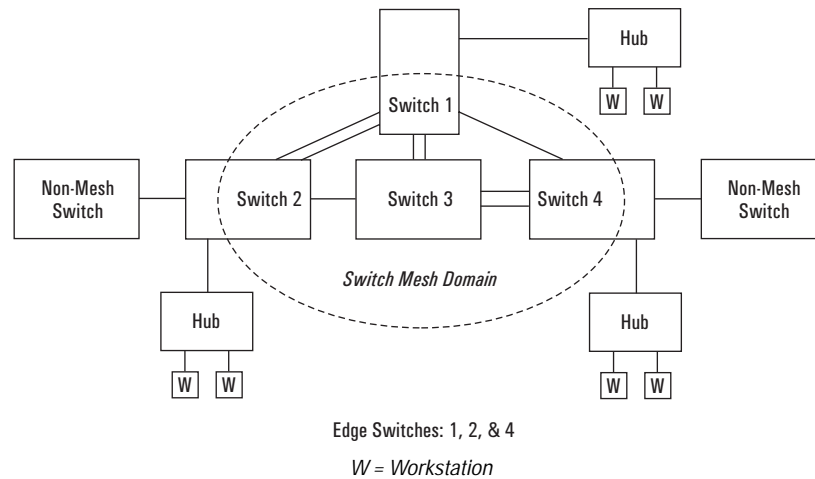 Hub
W W
Switch 1
Non-Mesh
Switch
Switch 2
Switch 3
Switch 4
Non-Mesh
Switch
Switch Mesh Domain
Hub
W W
Hub
W W
Edge Switches: 1, 2, & 4
W = Workstation